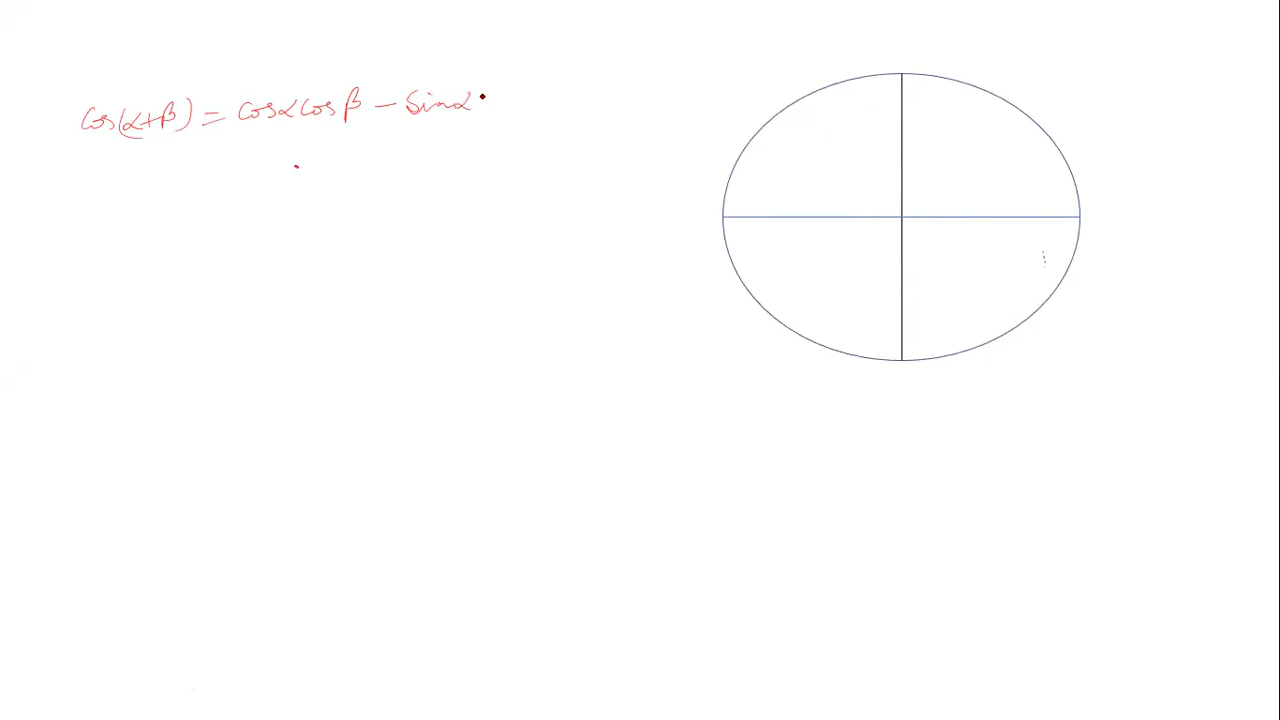 Cos(α+β) = Cosα Cosβ - Sinα